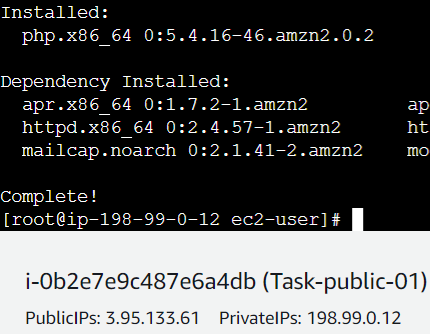 Installed:
php.x86_64 0:5.4.16-46.amzn2.0.2
Dependency Installed:
apr.x86_64 0:1.7.2-1.amzn2 ap
httpd.x86_64 0:2.4.57-1.amzn2 ht
mailcap.noarch 0:2.1.41-2.amzn2 mo
Complete!
[root@ip-198-99-0-12 ec2-user]#
i-0b2e7e9c487e6a4db (Task-public-01)
PublicIPs: 3.95.133.61 PrivateIPs: 198.99.0.12